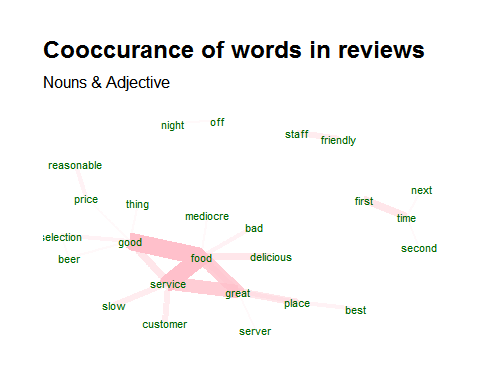 Cooccurance of words in reviews
Nouns & Adjective
night
off
staff
friendly
reasonable
price
thing
first
next
time
second
mediocre
bad
selection
good
beer
food
delicious
service
great
slow
place
best
customer
server